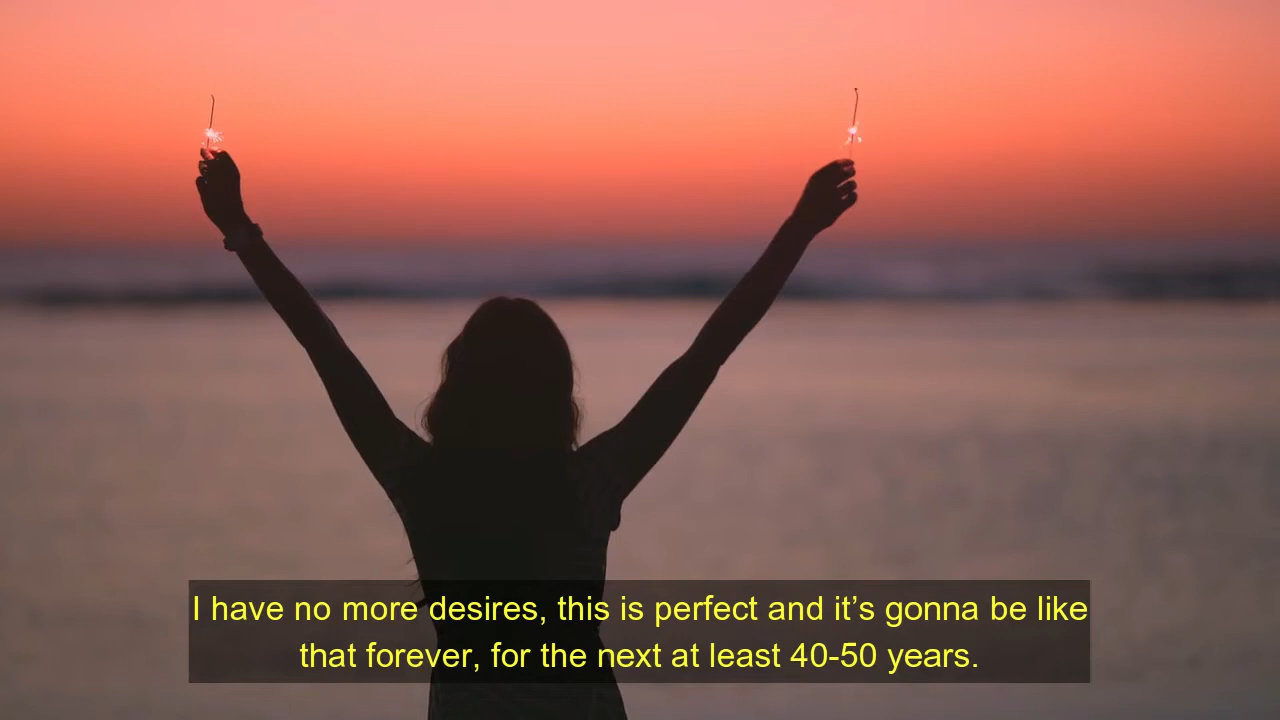 I have no more desires, this is perfect and it’s gonna be like
that forever, for the next at least 40-50 years.